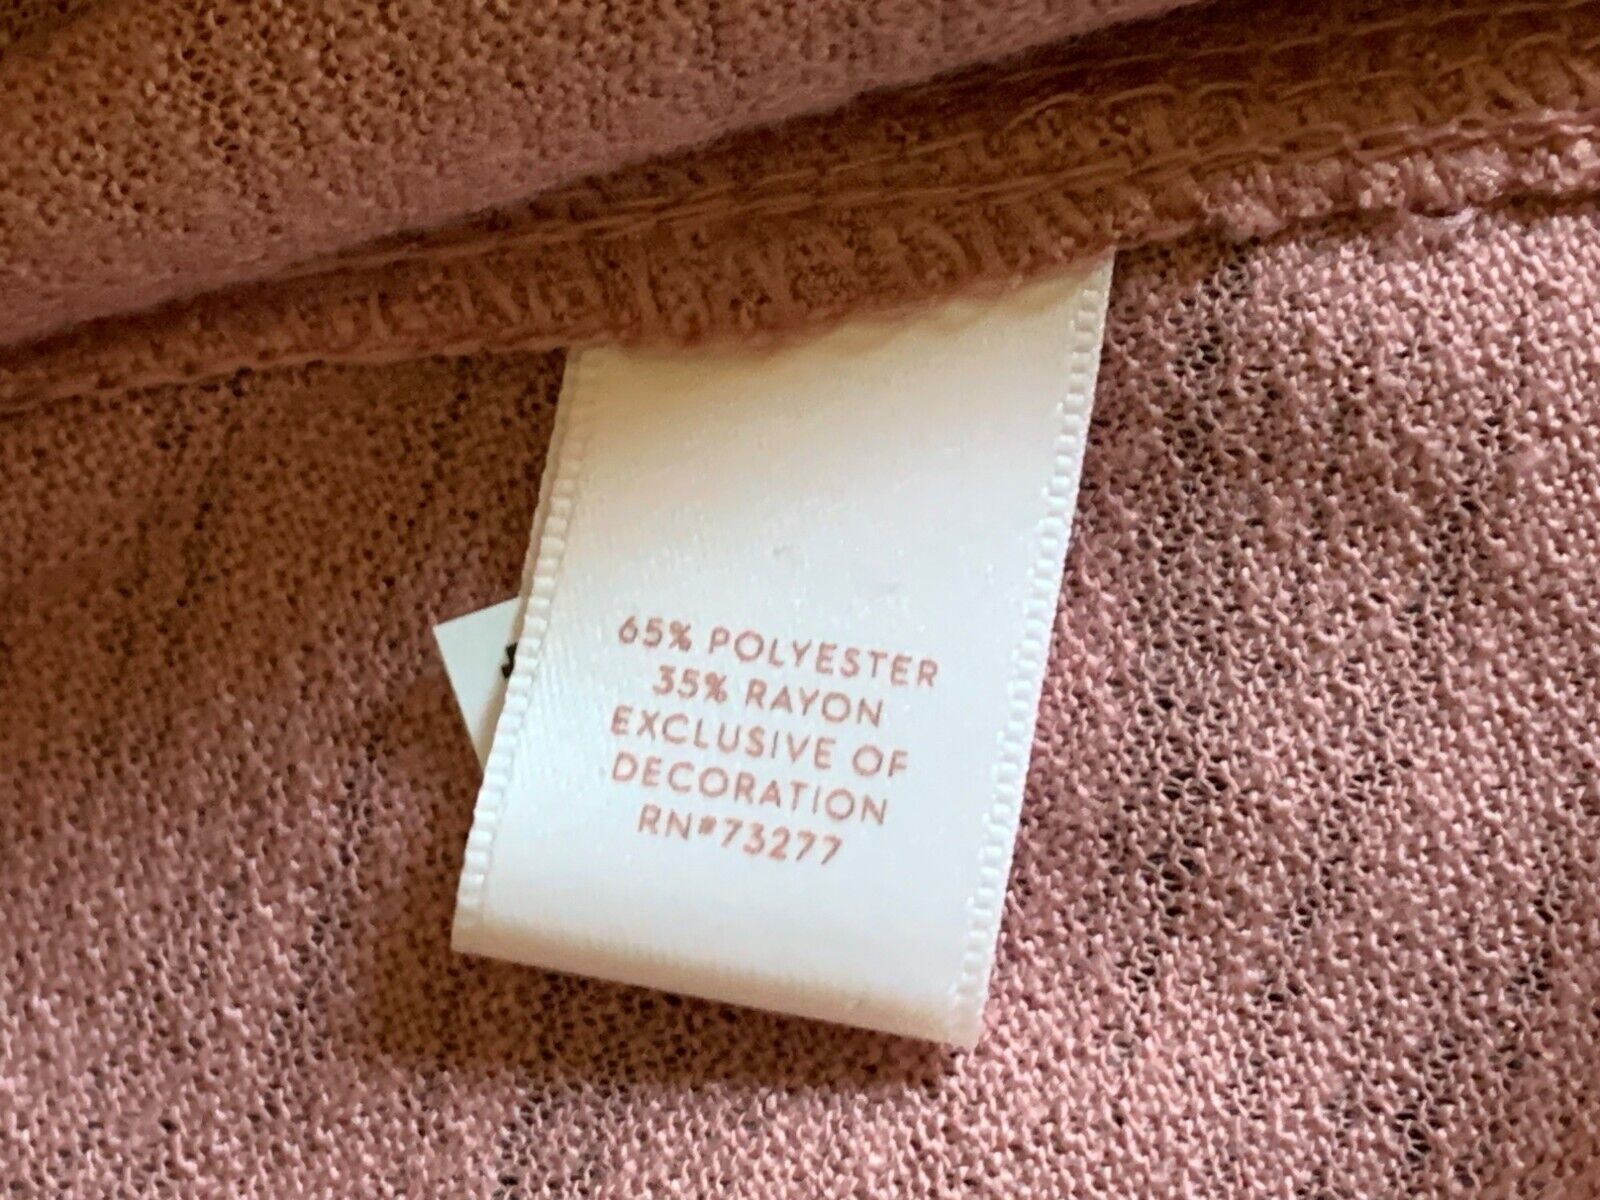 65% POLYESTER
35% RAYON
EXCLUSIVE OF
DECORATION
RN#73277